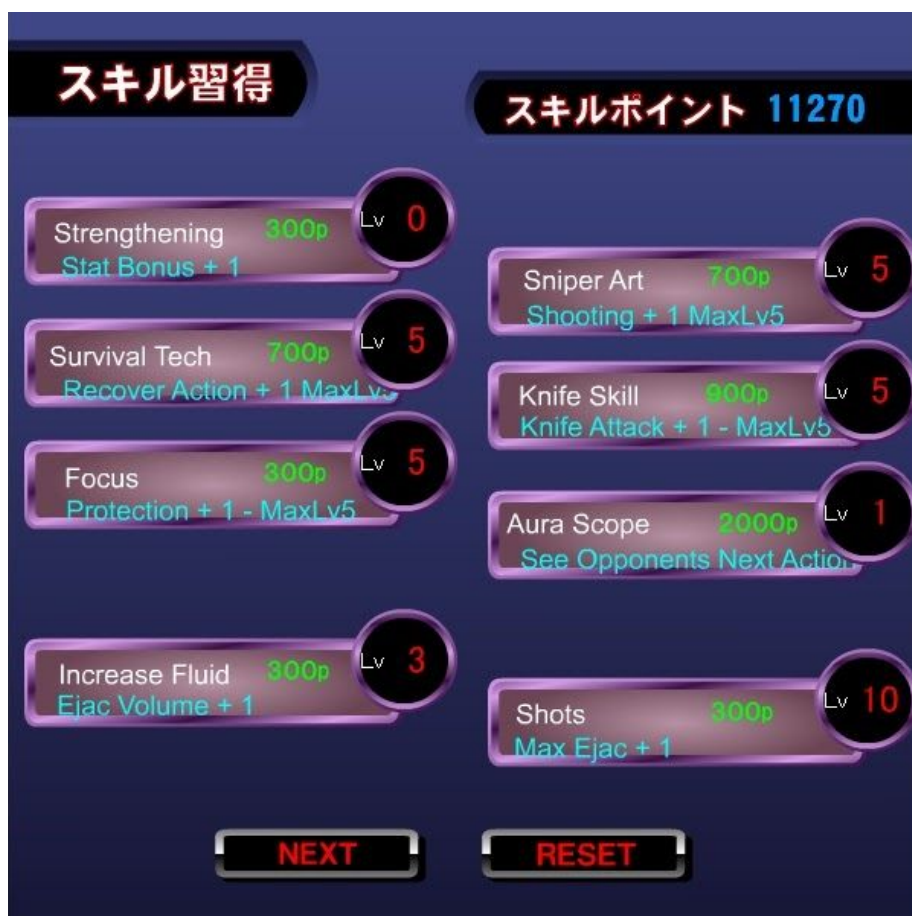 スキル習得
スキルポイント 11270
Strengthening 300p Lv 0
Stat Bonus + 1
Survival Tech 700p Lv 5
Recover Action + 1 MaxLv5
Focus 300p Lv 5
Protection + 1 - MaxLv5
Increase Fluid 300p Lv 3
Ejac Volume + 1
Sniper Art 700p Lv 5
Shooting + 1 MaxLv5
Knife Skill 900p Lv 5
Knife Attack + 1 - MaxLv5
Aura Scope 2000p Lv 1
See Opponents Next Action
Shots 300p Lv 10
Max Ejac + 1
NEXT
RESET